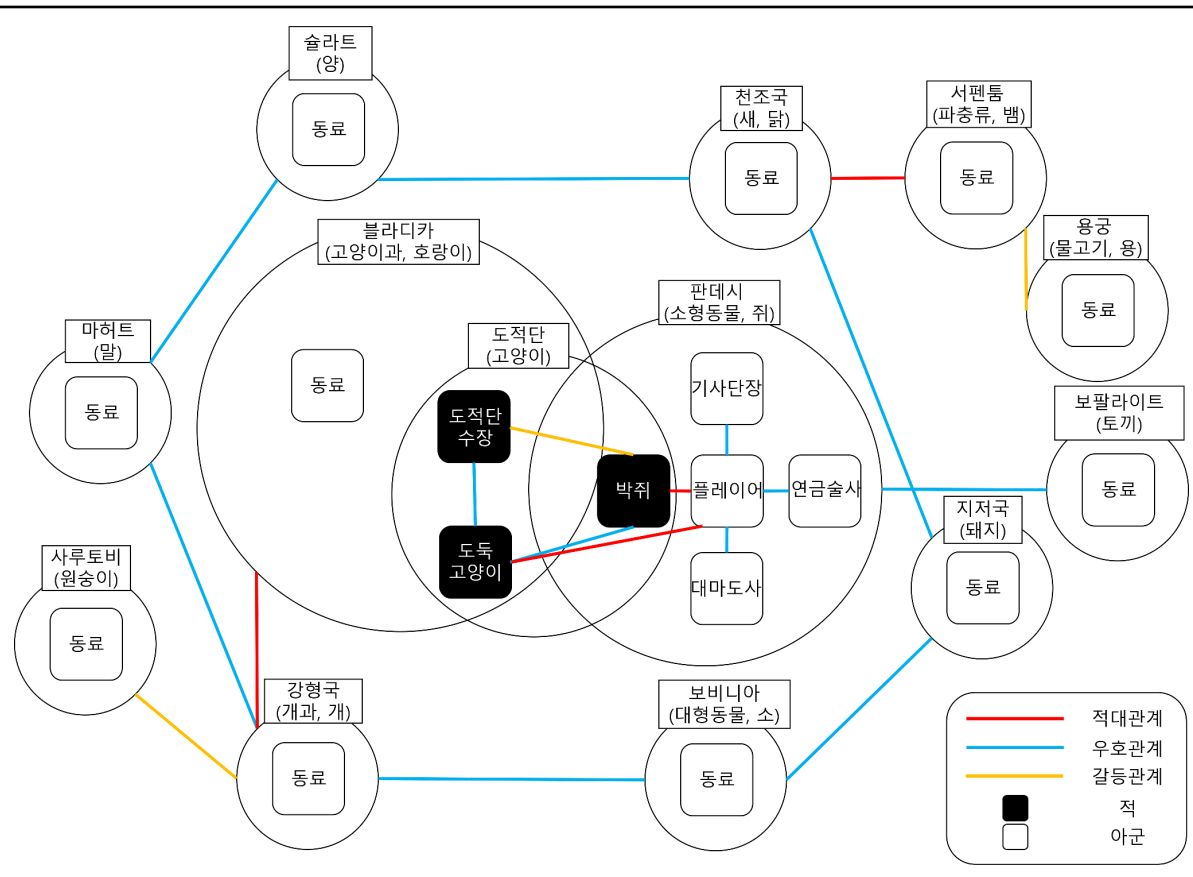 슐라트
(양)
동료
천조국
(새, 닭)
동료
서펜툼
(파충류, 뱀)
동료
용궁
(물고기, 용)
동료
블라디카
(고양이과, 호랑이)
동료
판데시
(소형동물, 쥐)
마허트
(말)
동료
도적단
(고양이)
도적단
수장
박쥐
도둑
고양이
기사단장
플레이어
연금술사
대마도사
보팔라이트
(토끼)
동료
지저국
(돼지)
동료
사루토비
(원숭이)
동료
강형국
(개과, 개)
동료
보비니아
(대형동물, 소)
동료
적대관계
우호관계
갈등관계
적
아군